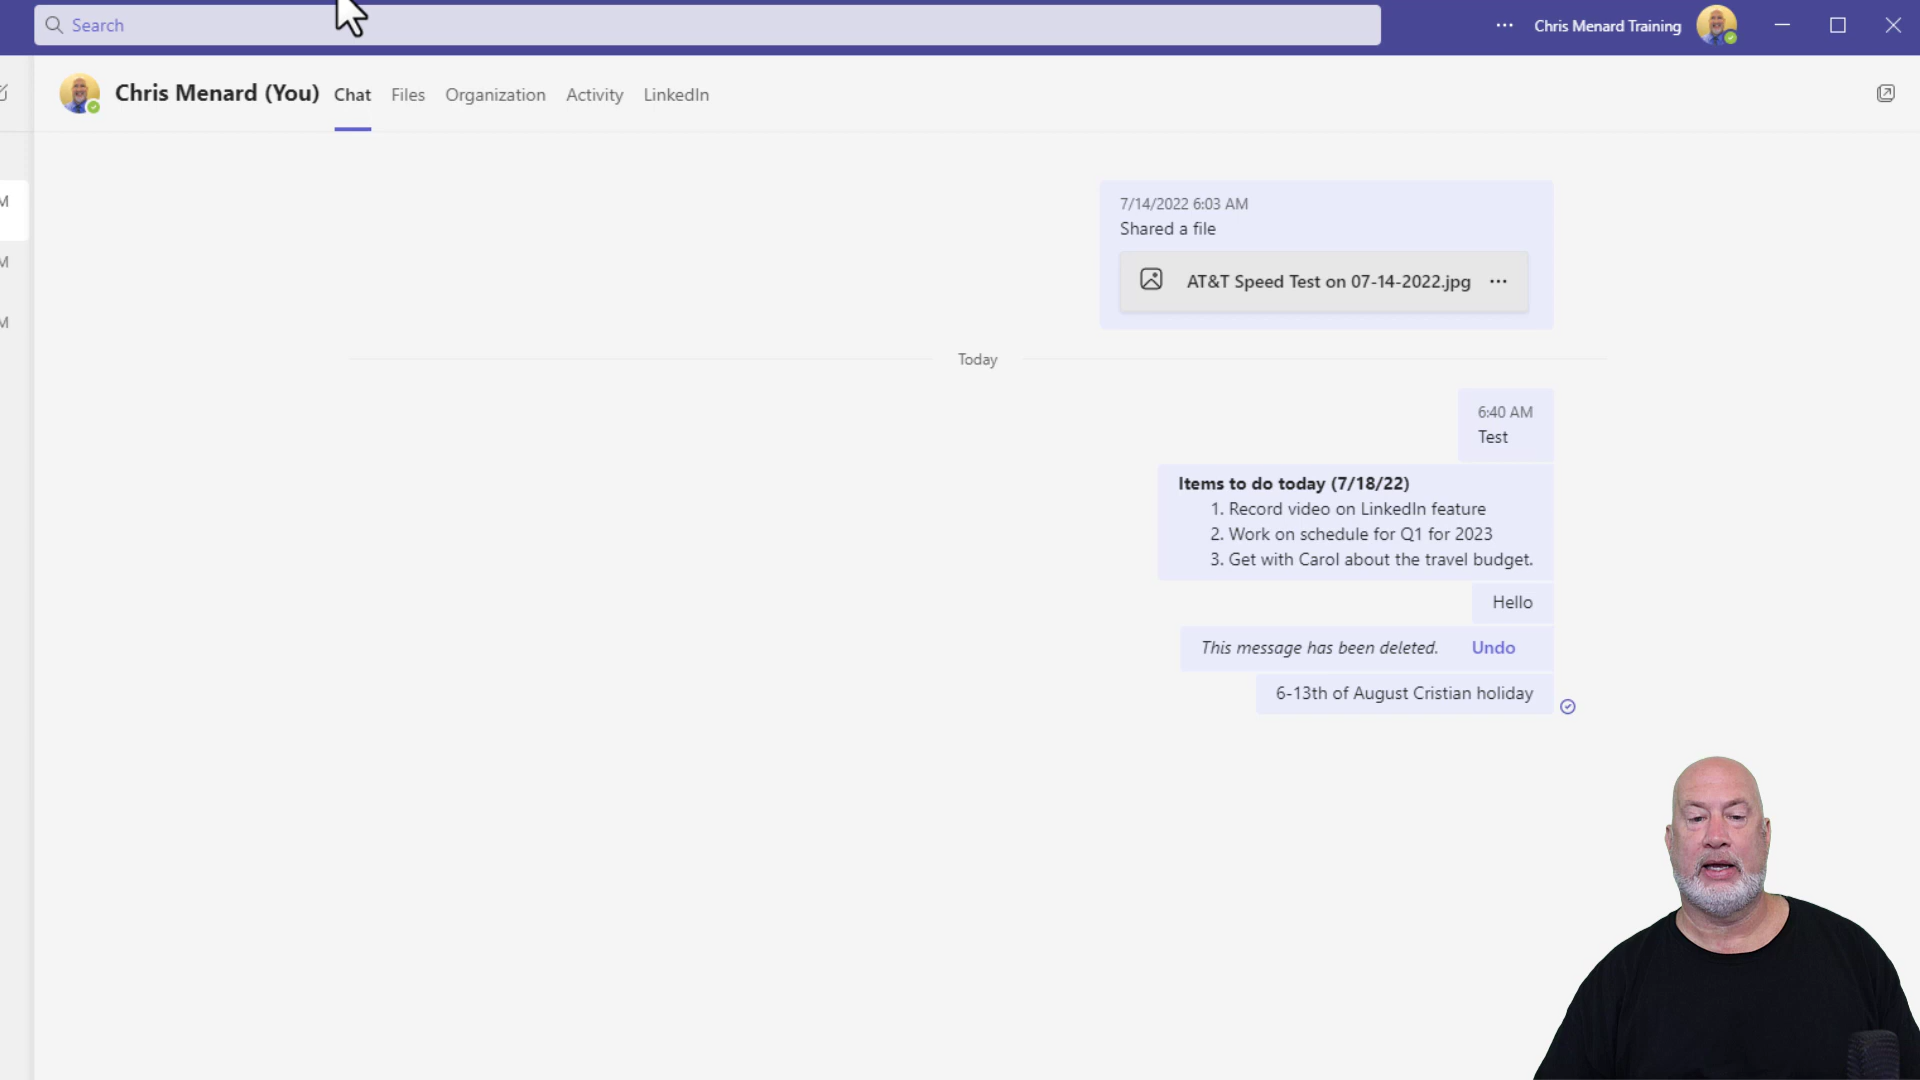 Search
Chris Menard Training
Chris Menard (You) Chat Files Organization Activity LinkedIn
M
M
M
7/14/2022 6:03 AM
Shared a file
AT&T Speed Test on 07-14-2022.jpg
Today
6:40 AM
Test
Items to do today (7/18/22)
1. Record video on LinkedIn feature
2. Work on schedule for Q1 for 2023
3. Get with Carol about the travel budget.
Hello
This message has been deleted. Undo
6-13th of August Cristian holiday